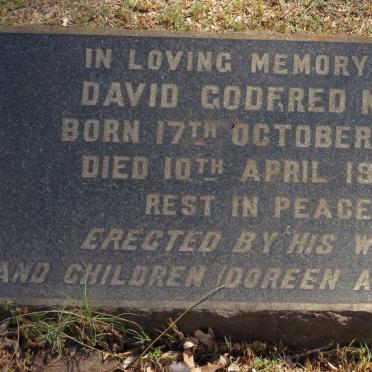 IN LOVING MEMORY
DAVID GODFRED
BORN 17TH OCTOBER
DIED 10TH APRIL 19
REST IN PEACE
ERECTED BY HIS W
AND CHILDREN (DOREEN A